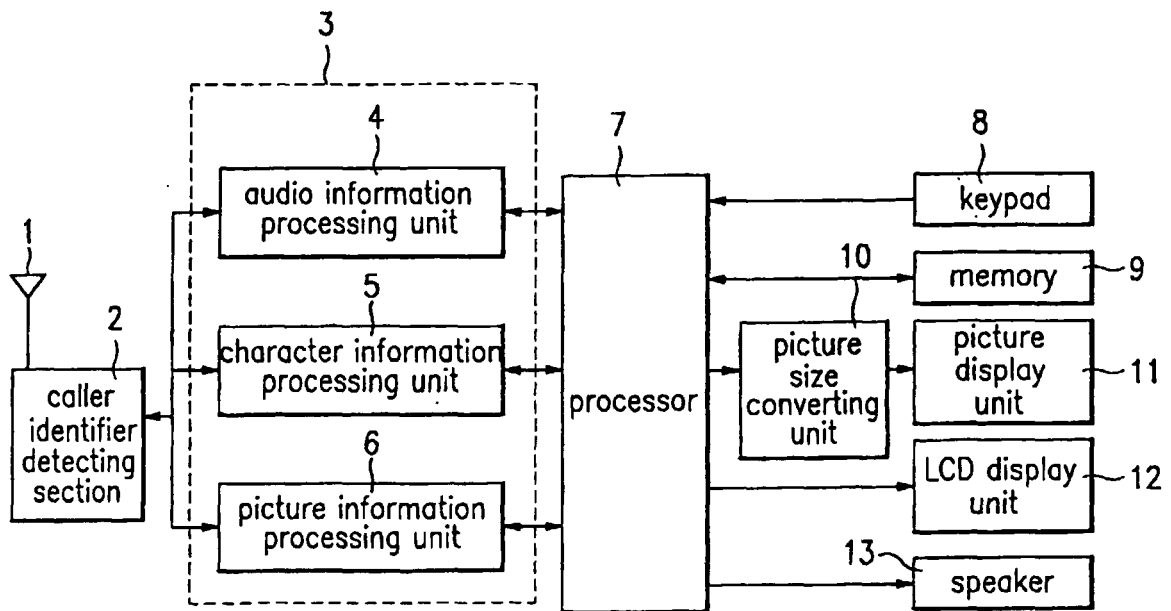 3
4
audio information
processing unit
7
8
keypad
1
10
memory
9
2
5
character information
processing unit
processor
picture
size
converting
unit
picture
display
unit
11
caller
identifier
detecting
section
6
picture information
processing unit
LCD display
unit
12
13
speaker